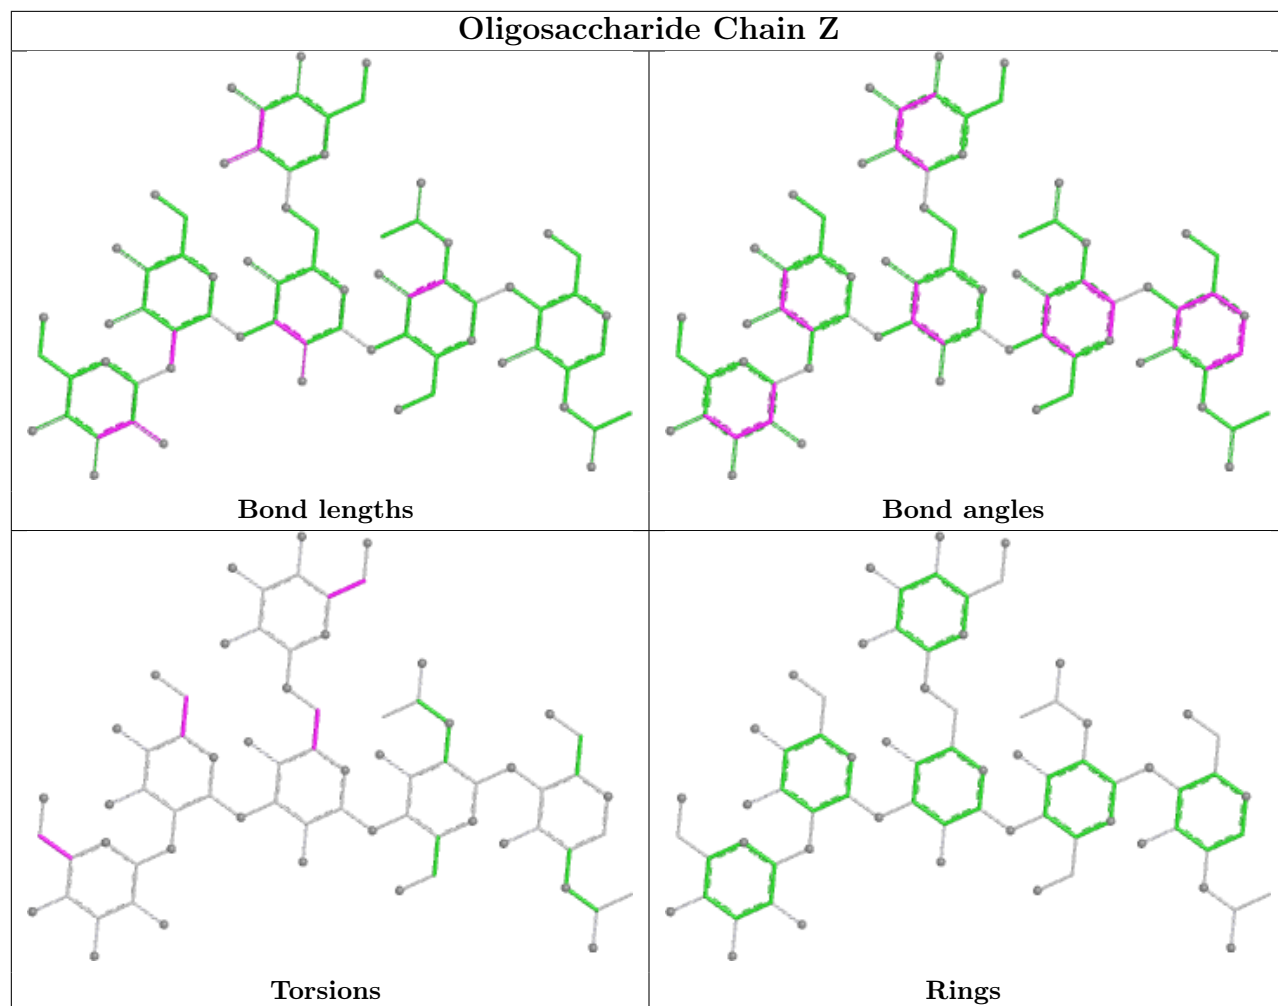 Oligosaccharide Chain Z
Bond lengths
Bond angles
Torsions
Rings